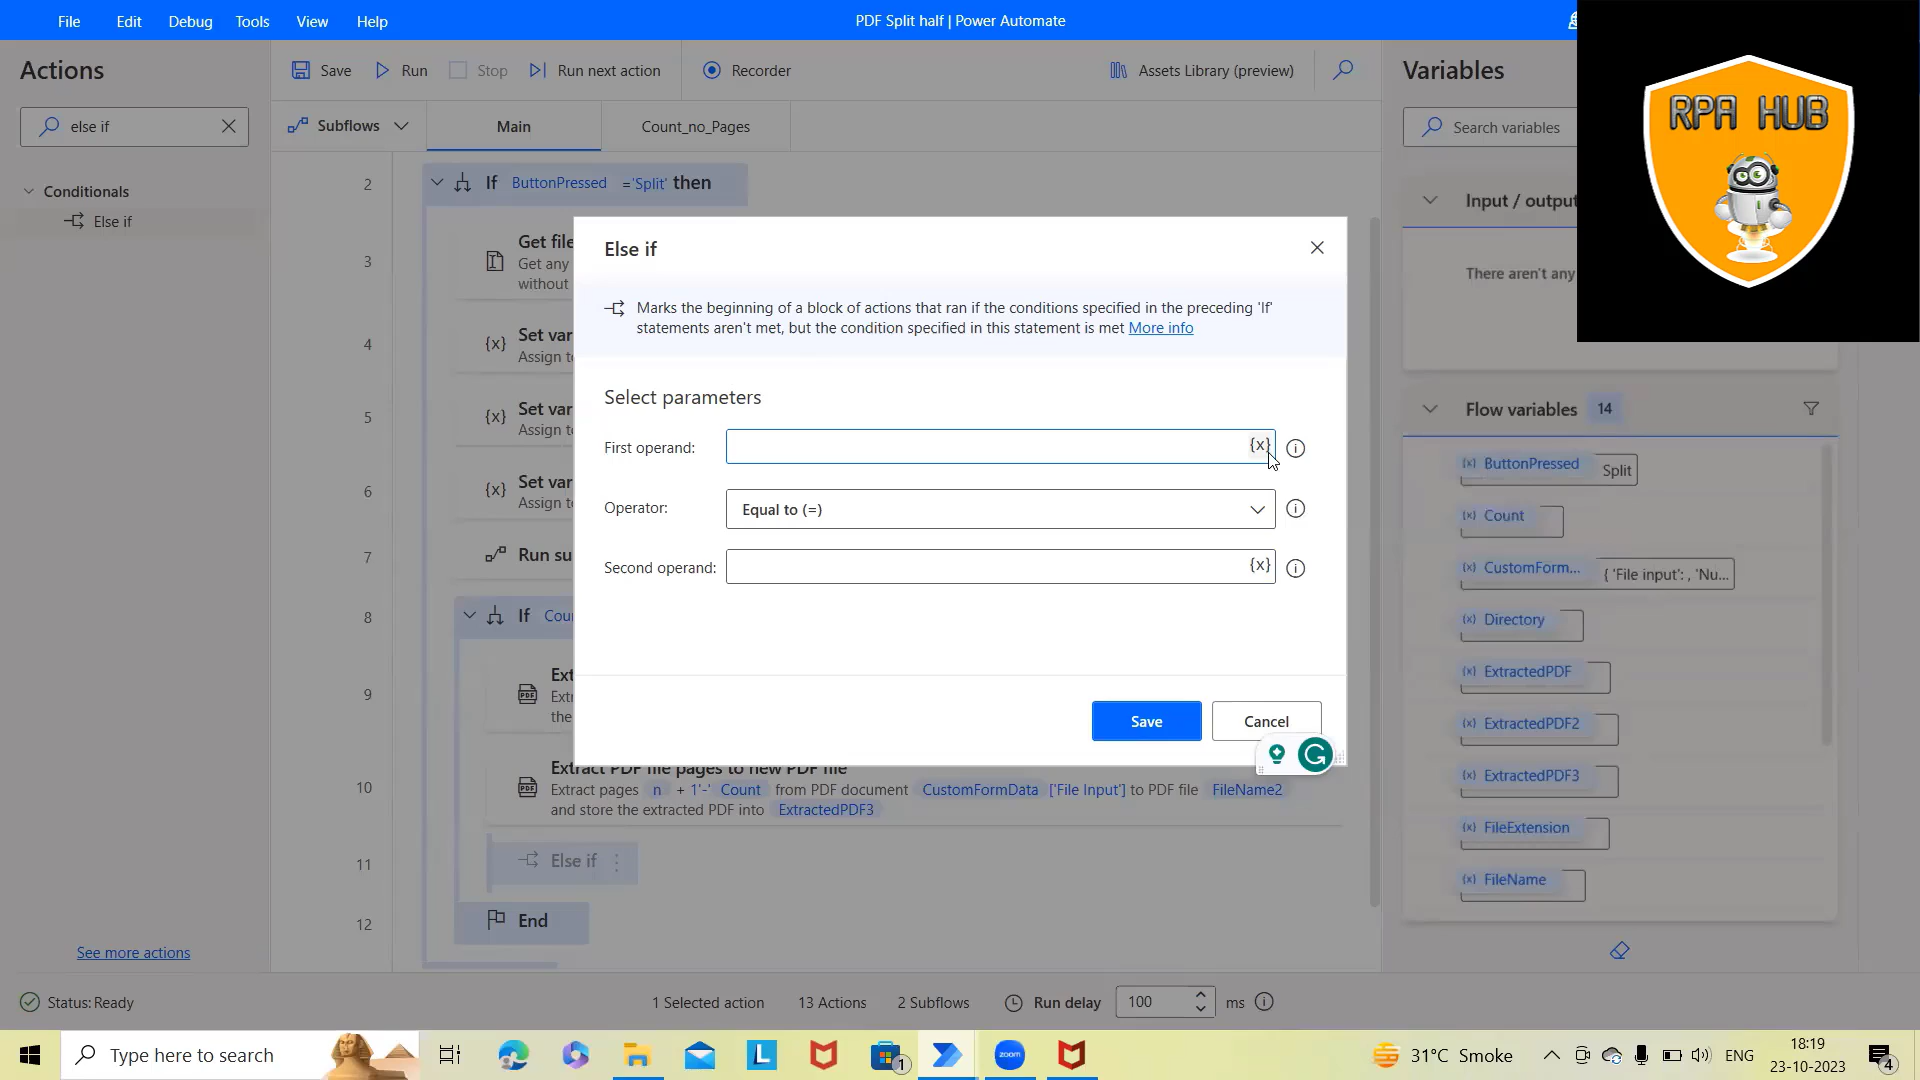 File Edit Debug Tools View Help
PDF Split half | Power Automate
RPA HUB
Actions
Save Run Stop Run next action Recorder
Assets Library (preview)
Variables
else if
Subflows Main Count_no_Pages
Search variables
Conditionals
Else if
2 If ButtonPressed ='Split' then
Input / output
There aren't any
3 Get file
Get any
without
4 {x} Set var
Assign to
5 {x} Set var
Assign to
6 {x} Set var
Assign to
7 Run su
8 If Cou
9 PDF Ext
Extr
the
Else if
Marks the beginning of a block of actions that ran if the conditions specified in the preceding 'If'
statements aren't met, but the condition specified in this statement is met More info
Select parameters
First operand: {x}
Operator: Equal to (=)
Second operand: {x}
Save Cancel
Flow variables 14
ButtonPressed Split
Count
CustomForm... { 'File input': , 'Nu...
Directory
ExtractedPDF
ExtractedPDF2
ExtractedPDF3
FileExtension
FileName
10 PDF Extract PDF file pages to new PDF file
Extract pages n + 1'-' Count from PDF document CustomFormData ['File Input'] to PDF file FileName2
and store the extracted PDF into ExtractedPDF3
11 Else if
12 End
See more actions
Status: Ready
1 Selected action 13 Actions 2 Subflows Run delay 100 ms
Type here to search
L
1
zoom
31°C Smoke
ENG
18:19
23-10-2023
4